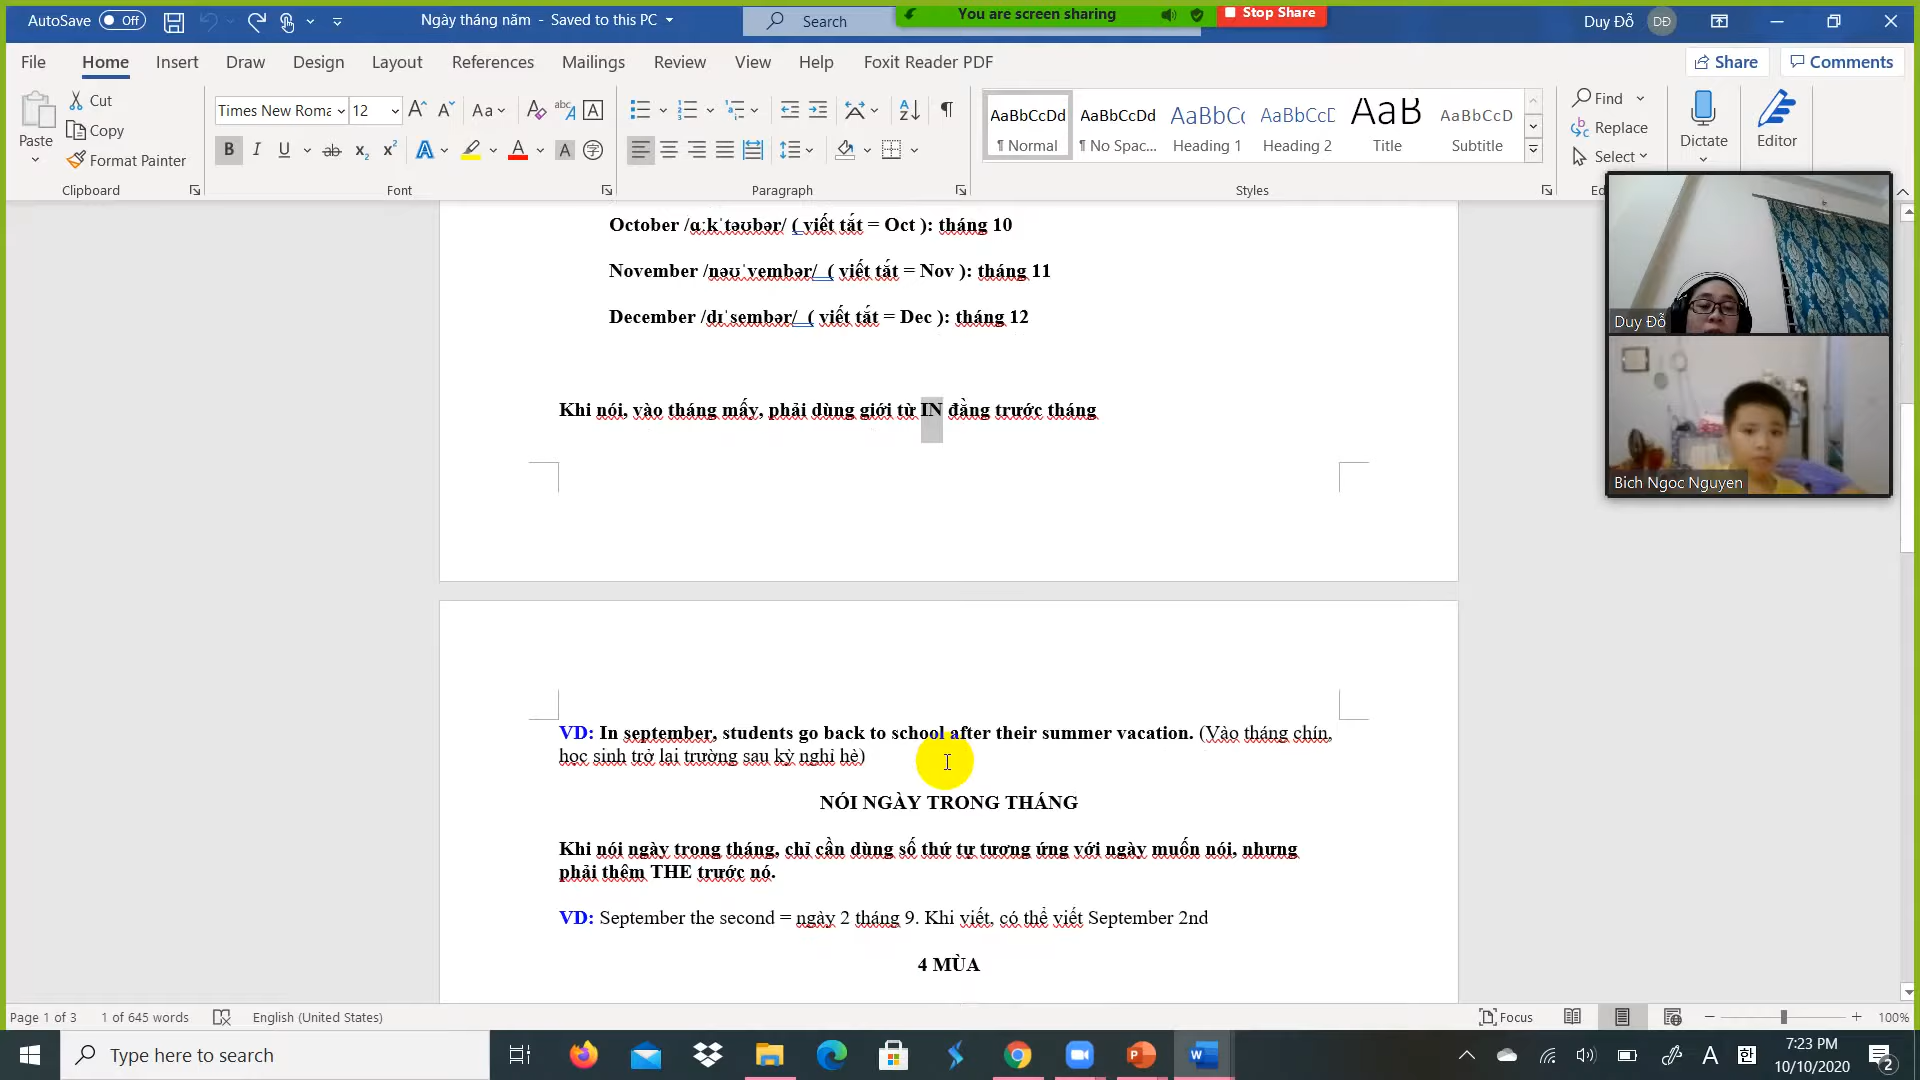 AutoSave Off Ngày tháng năm - Saved to this PC Search You are screen sharing Stop Share Duy Đỗ DĐ
File Home Insert Draw Design Layout References Mailings Review View Help Foxit Reader PDF Share Comments
Paste Cut Copy Format Painter Clipboard
Times New Roma 12 Aa B I U ab x2 x2 A A A Font
Paragraph
AaBbCcDd ¶ Normal
AaBbCcDd ¶ No Spac...
AaBbCc Heading 1
AaBbCcD Heading 2
AaB Title
AaBbCcD Subtitle
Styles
Find Replace Select
Dictate
Editor
October /ɑːkˈtəʊbər/ ( viết tắt = Oct ): tháng 10
November /nəʊˈvembər/ ( viết tắt = Nov ): tháng 11
December /dɪˈsembər/ ( viết tắt = Dec ): tháng 12
Khi nói, vào tháng mấy, phải dùng giới từ IN đằng trước tháng
VD: In september, students go back to school after their summer vacation. (Vào tháng chín,
học sinh trở lại trường sau kỳ nghỉ hè)
NÓI NGÀY TRONG THÁNG
Khi nói ngày trong tháng, chỉ cần dùng số thứ tự tương ứng với ngày muốn nói, nhưng
phải thêm THE trước nó.
VD: September the second = ngày 2 tháng 9. Khi viết, có thể viết September 2nd
4 MÙA
Duy Đỗ
Bich Ngoc Nguyen
Page 1 of 3 1 of 645 words English (United States) Focus 100%
Type here to search
A 한 7:23 PM
10/10/2020 2